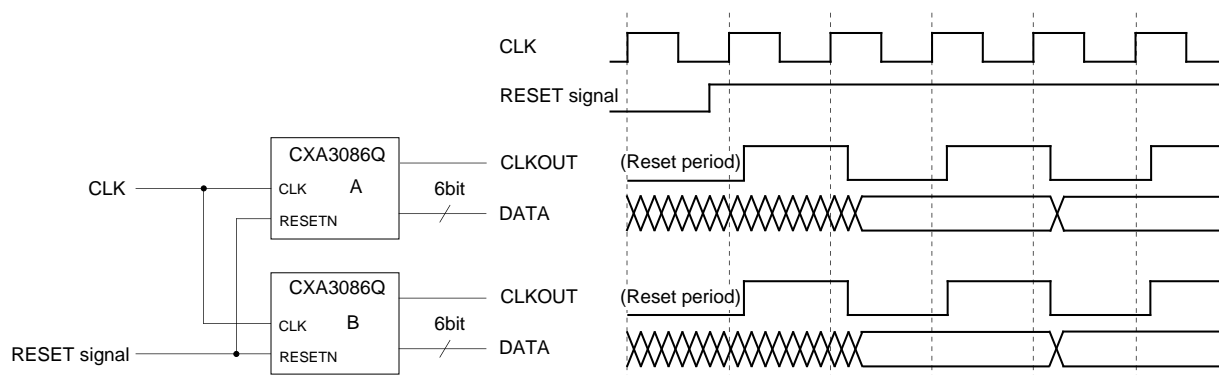 CLK
RESET signal
CXA3086Q
A
CLK
RESETN
CLK
6bit
CLKOUT
DATA
(Reset period)
CXA3086Q
B
CLK
RESETN
RESET signal
6bit
CLKOUT
DATA
(Reset period)